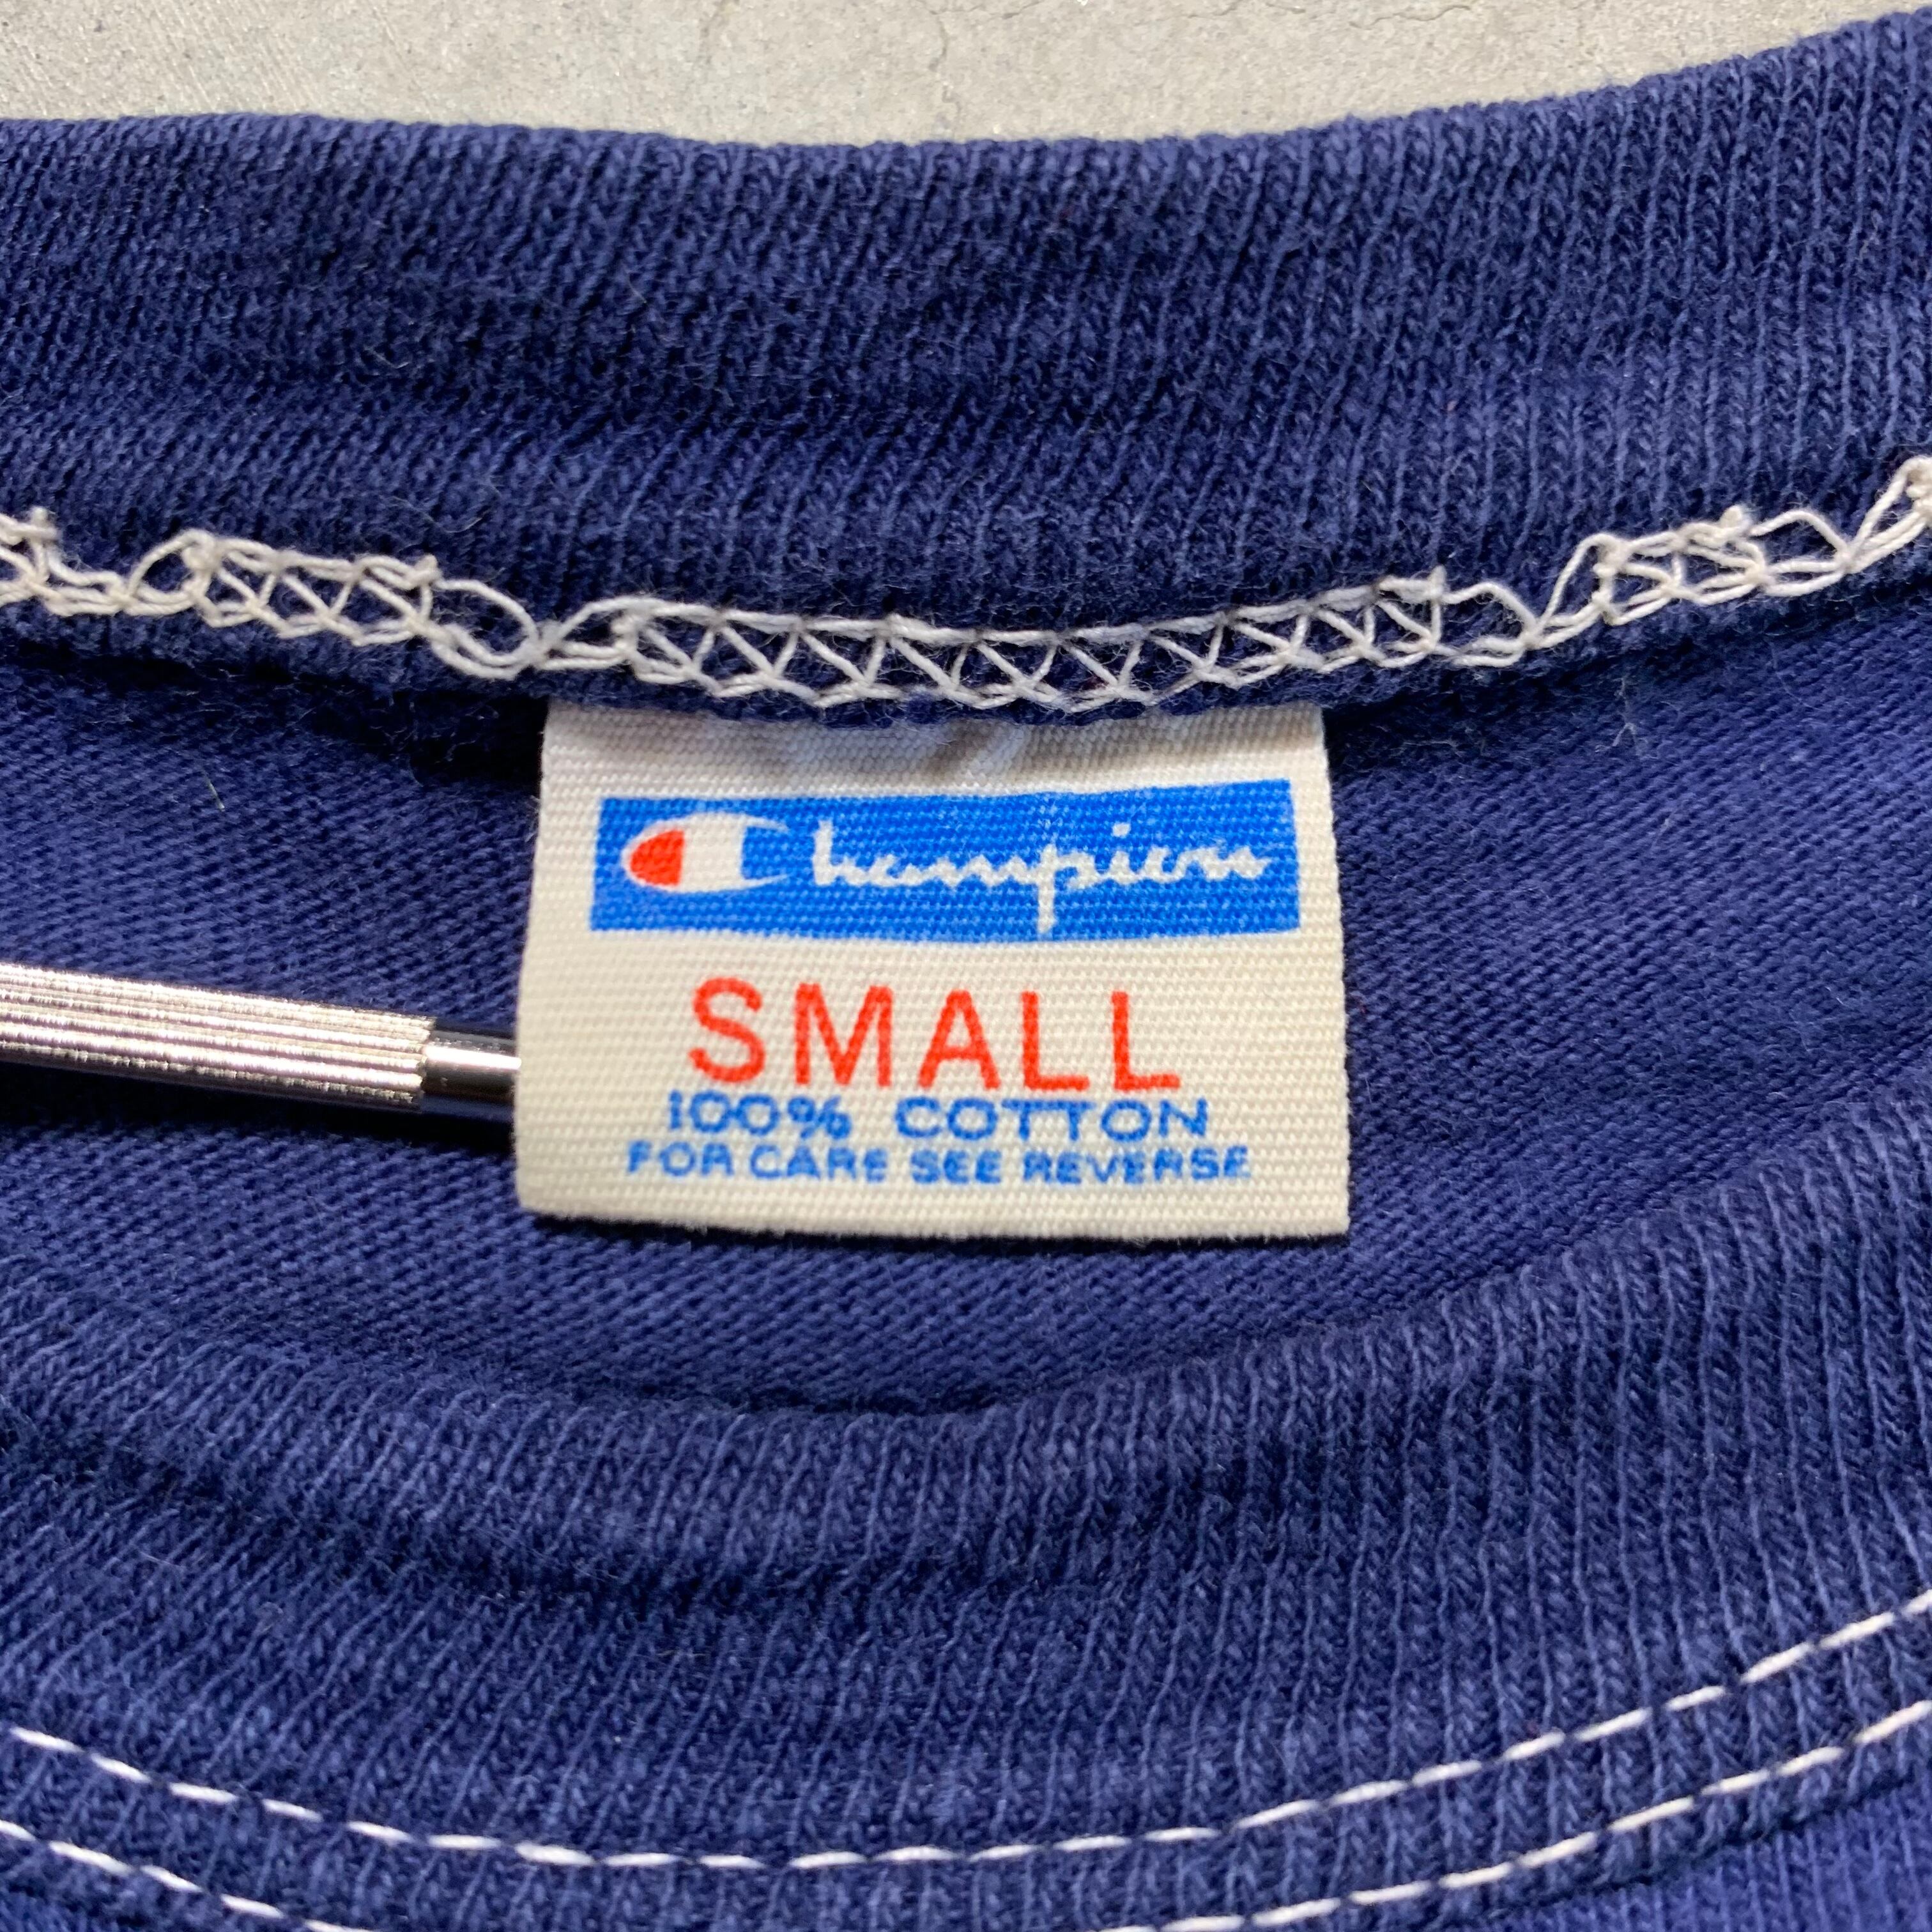 Champion
SMALL
100% COTTON
FOR CARE SEE REVERSE